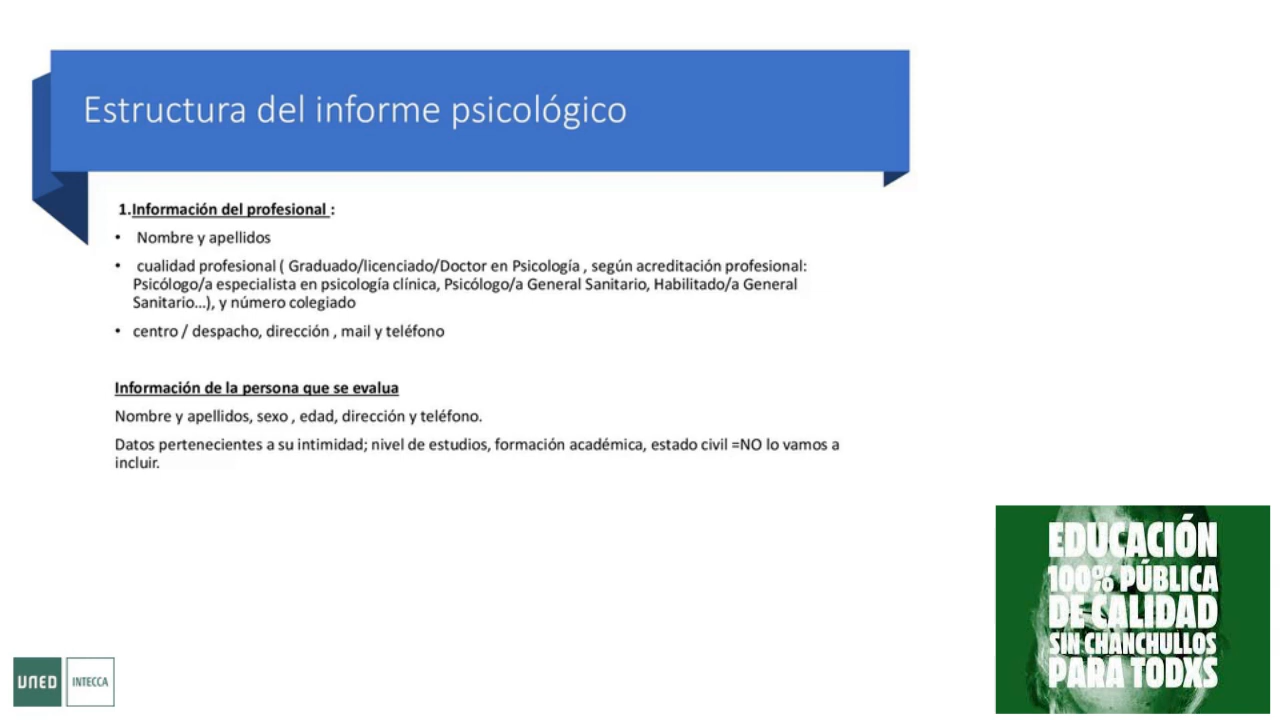 Estructura del informe psicológico
1.Información del profesional :
• Nombre y apellidos
• cualidad profesional ( Graduado/licenciado/Doctor en Psicología , según acreditación profesional:
Psicólogo/a especialista en psicología clínica, Psicólogo/a General Sanitario, Habilitado/a General
Sanitario...), y número colegiado
• centro / despacho, dirección , mail y teléfono
Información de la persona que se evalua
Nombre y apellidos, sexo , edad, dirección y teléfono.
Datos pertenecientes a su intimidad; nivel de estudios, formación académica, estado civil =NO lo vamos a
incluir.
EDUCACIÓN
100% PÚBLICA
DE CALIDAD
SIN CHANCHULLOS
PARA TODXS
UNED INTECCA